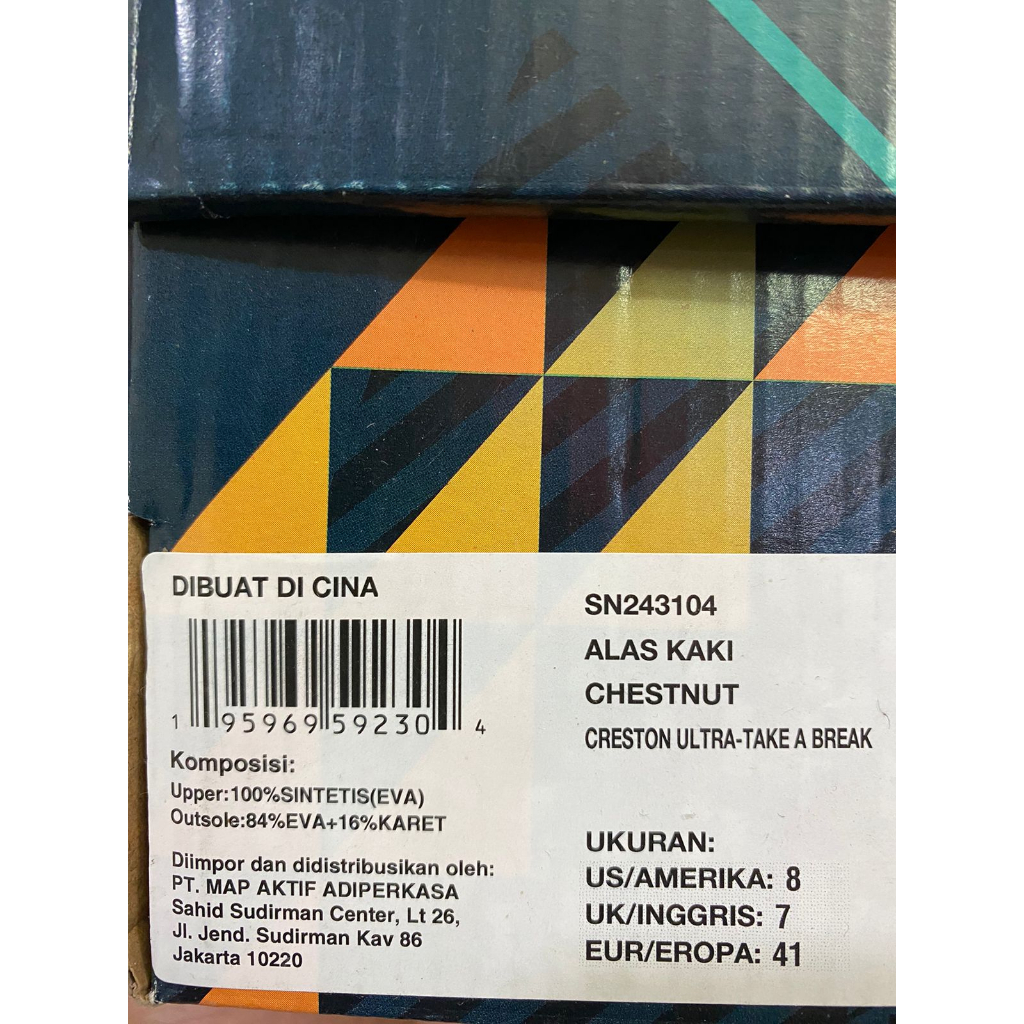 DIBUAT DI CINA
1 95969 59230 4
Komposisi:
Upper:100%SINTETIS(EVA)
Outsole:84%EVA+16%KARET
Diimpor dan didistribusikan oleh:
PT. MAP AKTIF ADIPERKASA
Sahid Sudirman Center, Lt 26,
Jl. Jend. Sudirman Kav 86
Jakarta 10220
SN243104
ALAS KAKI
CHESTNUT
CRESTON ULTRA-TAKE A BREAK
UKURAN:
US/AMERIKA: 8
UK/INGGRIS: 7
EUR/EROPA: 41